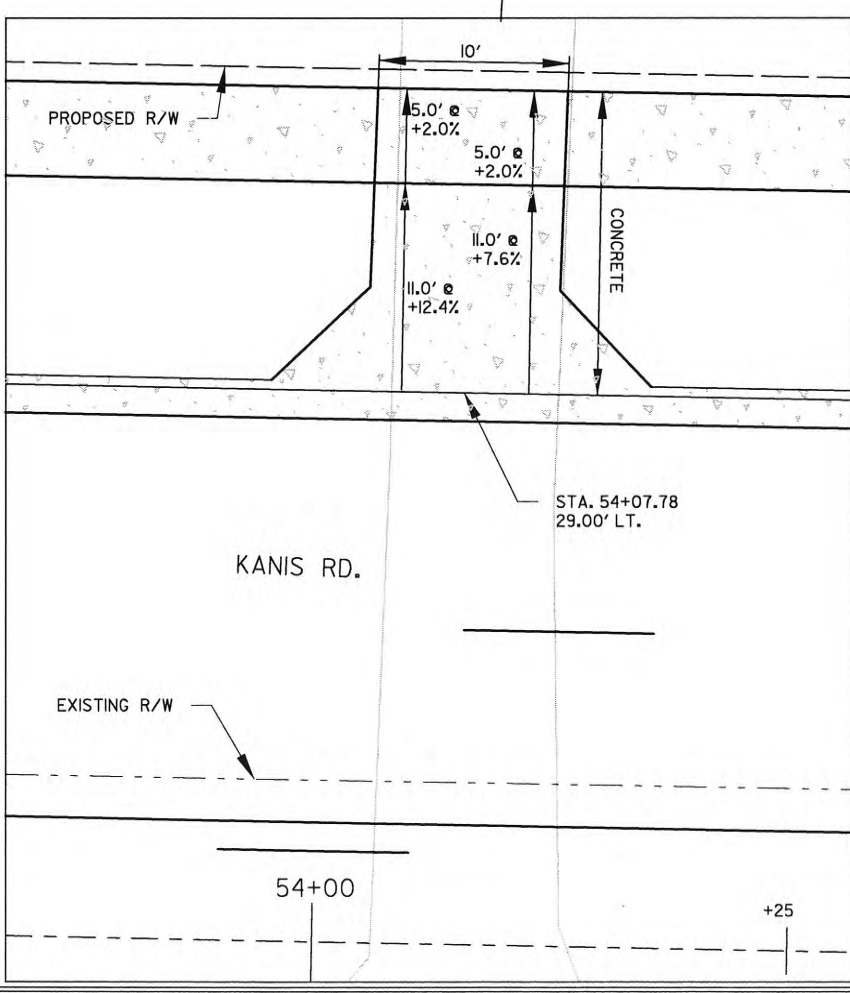 10'
PROPOSED R/W
5.0' @
+2.0%
5.0' @
+2.0%
CONCRETE
11.0' @
+7.6%
11.0' @
+12.4%
STA. 54+07.78
29.00' LT.
KANIS RD.
EXISTING R/W
54+00
+25